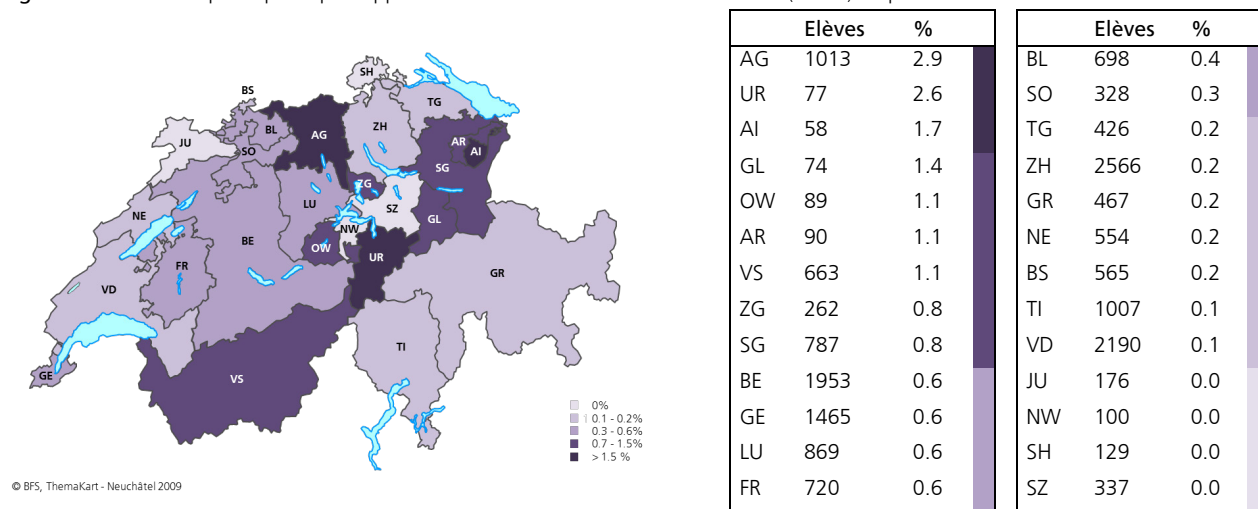 SH
BS
TG
BL
AG
ZH
JU
SO
AR
AI
SG
ZG
LU
SZ
NE
NW
GL
BE
OW
UR
FR
GR
VD
TI
GE
VS
0%
0.1 - 0.2%
0.3 - 0.6%
0.7 - 1.5%
> 1.5 %
© BFS, ThemaKart - Neuchâtel 2009
Elèves %
AG 1013 2.9
UR 77 2.6
AI 58 1.7
GL 74 1.4
OW 89 1.1
AR 90 1.1
VS 663 1.1
ZG 262 0.8
SG 787 0.8
BE 1953 0.6
GE 1465 0.6
LU 869 0.6
FR 720 0.6
Elèves %
BL 698 0.4
SO 328 0.3
TG 426 0.2
ZH 2566 0.2
GR 467 0.2
NE 554 0.2
BS 565 0.2
TI 1007 0.1
VD 2190 0.1
JU 176 0.0
NW 100 0.0
SH 129 0.0
SZ 337 0.0